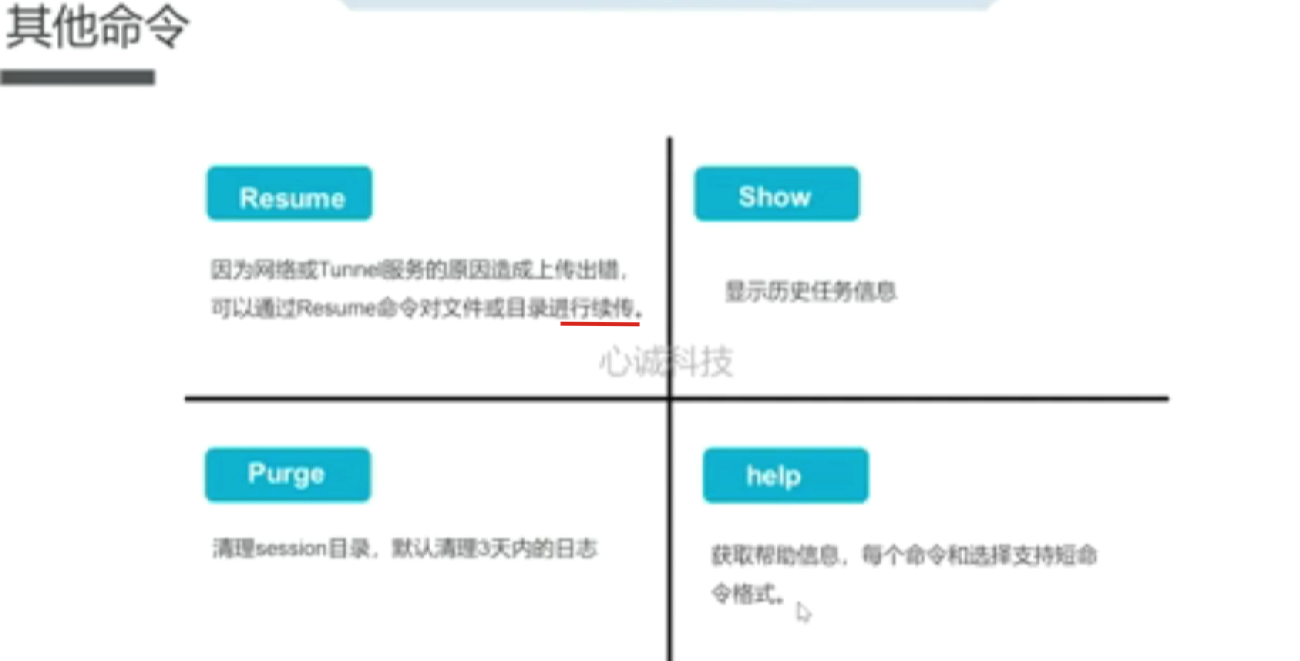 其他命令
Resume
因为网络或Tunnel服务的原因造成上传出错，
可以通过Resume命令对文件或目录进行续传。
Show
显示历史任务信息
心诚科技
Purge
清理session目录，默认清理3天内的日志
help
获取帮助信息，每个命令和选择支持短命
令格式。